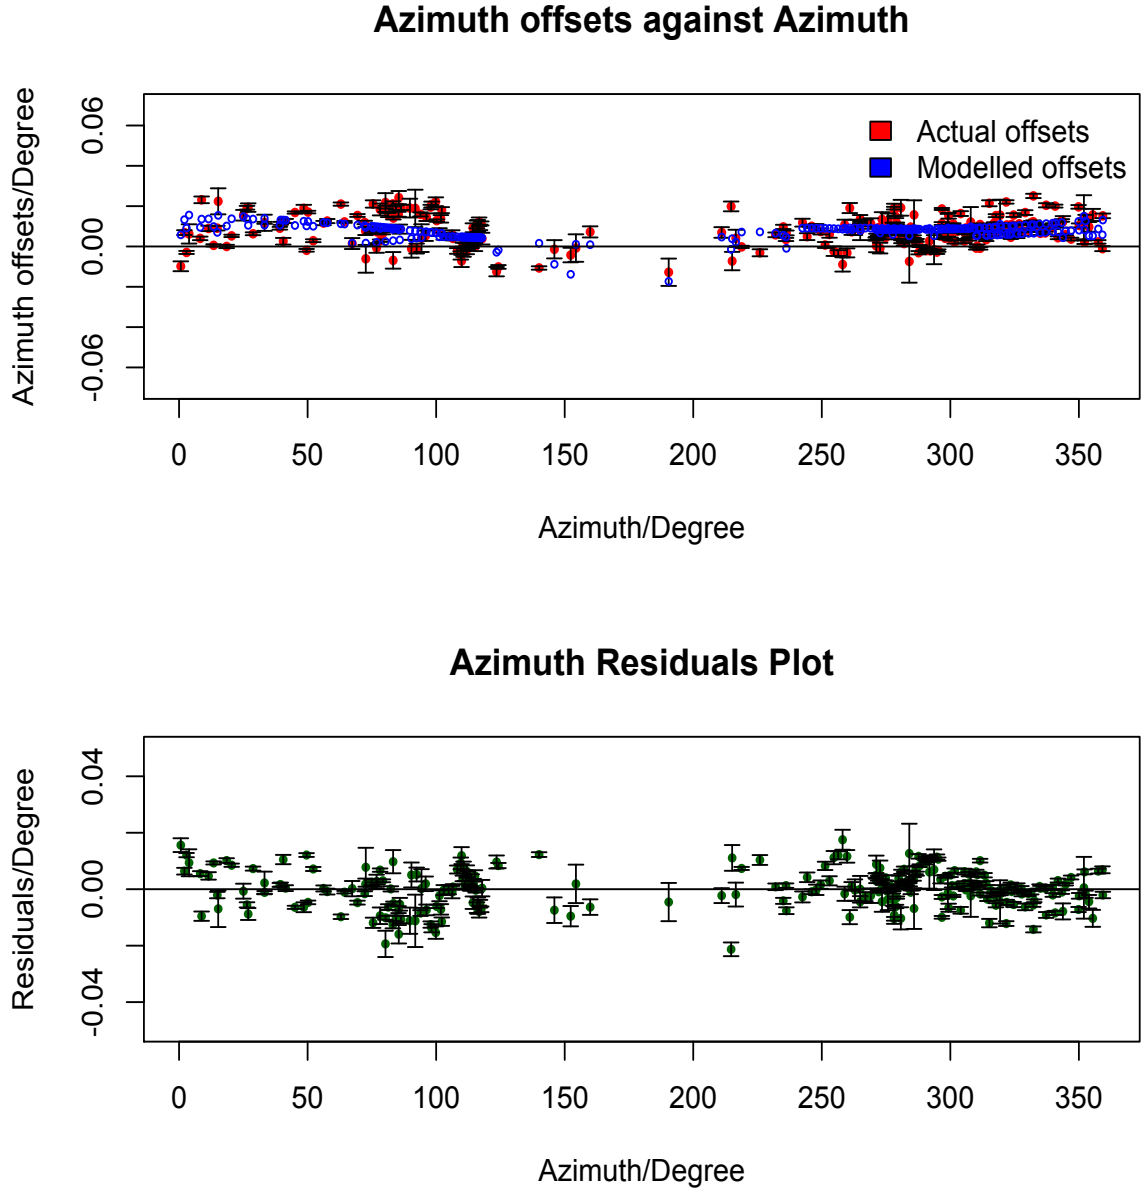 Azimuth offsets against Azimuth
Azimuth offsets/Degree
0.06
0.00
-0.06
Actual offsets
Modelled offsets
0 50 100 150 200 250 300 350
Azimuth/Degree
Azimuth Residuals Plot
Residuals/Degree
0.04
0.00
-0.04
0 50 100 150 200 250 300 350
Azimuth/Degree